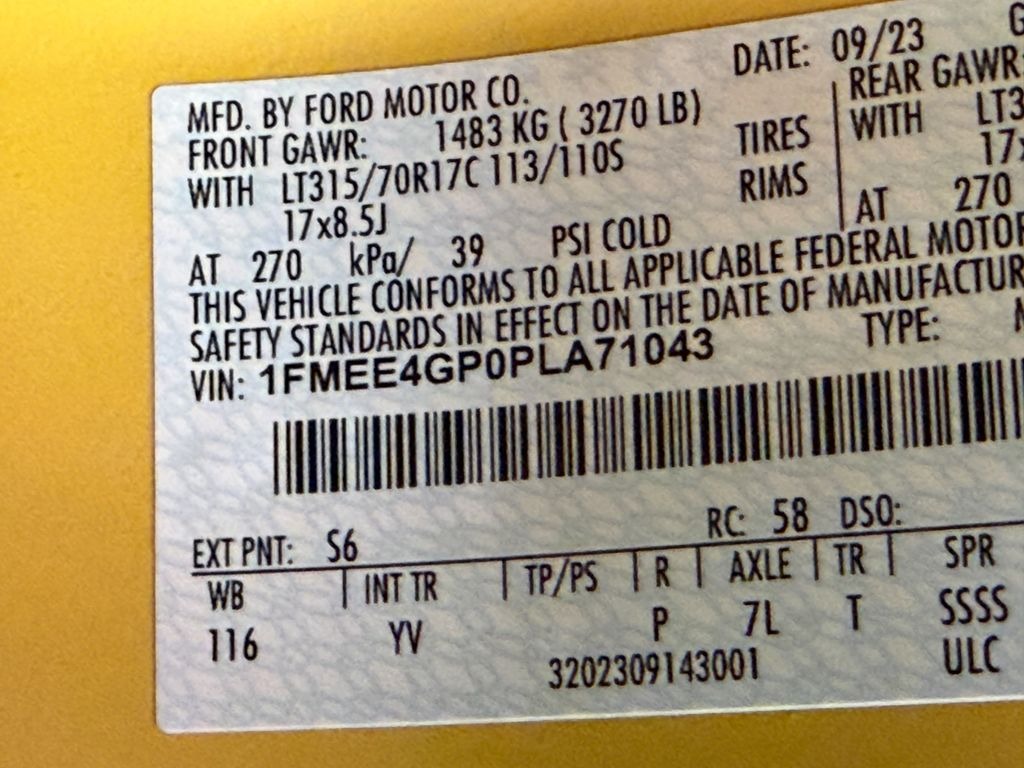 DATE: 09/23
MFD. BY FORD MOTOR CO.
FRONT GAWR: 1483 KG ( 3270 LB) REAR GAWR:
WITH LT315/70R17C 113/110S TIRES WITH
17x8.5J RIMS
AT 270 kPa/ 39 PSI COLD AT 270
THIS VEHICLE CONFORMS TO ALL APPLICABLE FEDERAL
SAFETY STANDARDS IN EFFECT ON THE DATE OF
VIN: 1FMEE4GP0PLA71043 TYPE:
EXT PNT: S6 RC: 58 DSO:
WB | INT TR | TP/PS | R | AXLE | TR | SPR
116 YV P 7L T SSSS
3202309143001 ULC